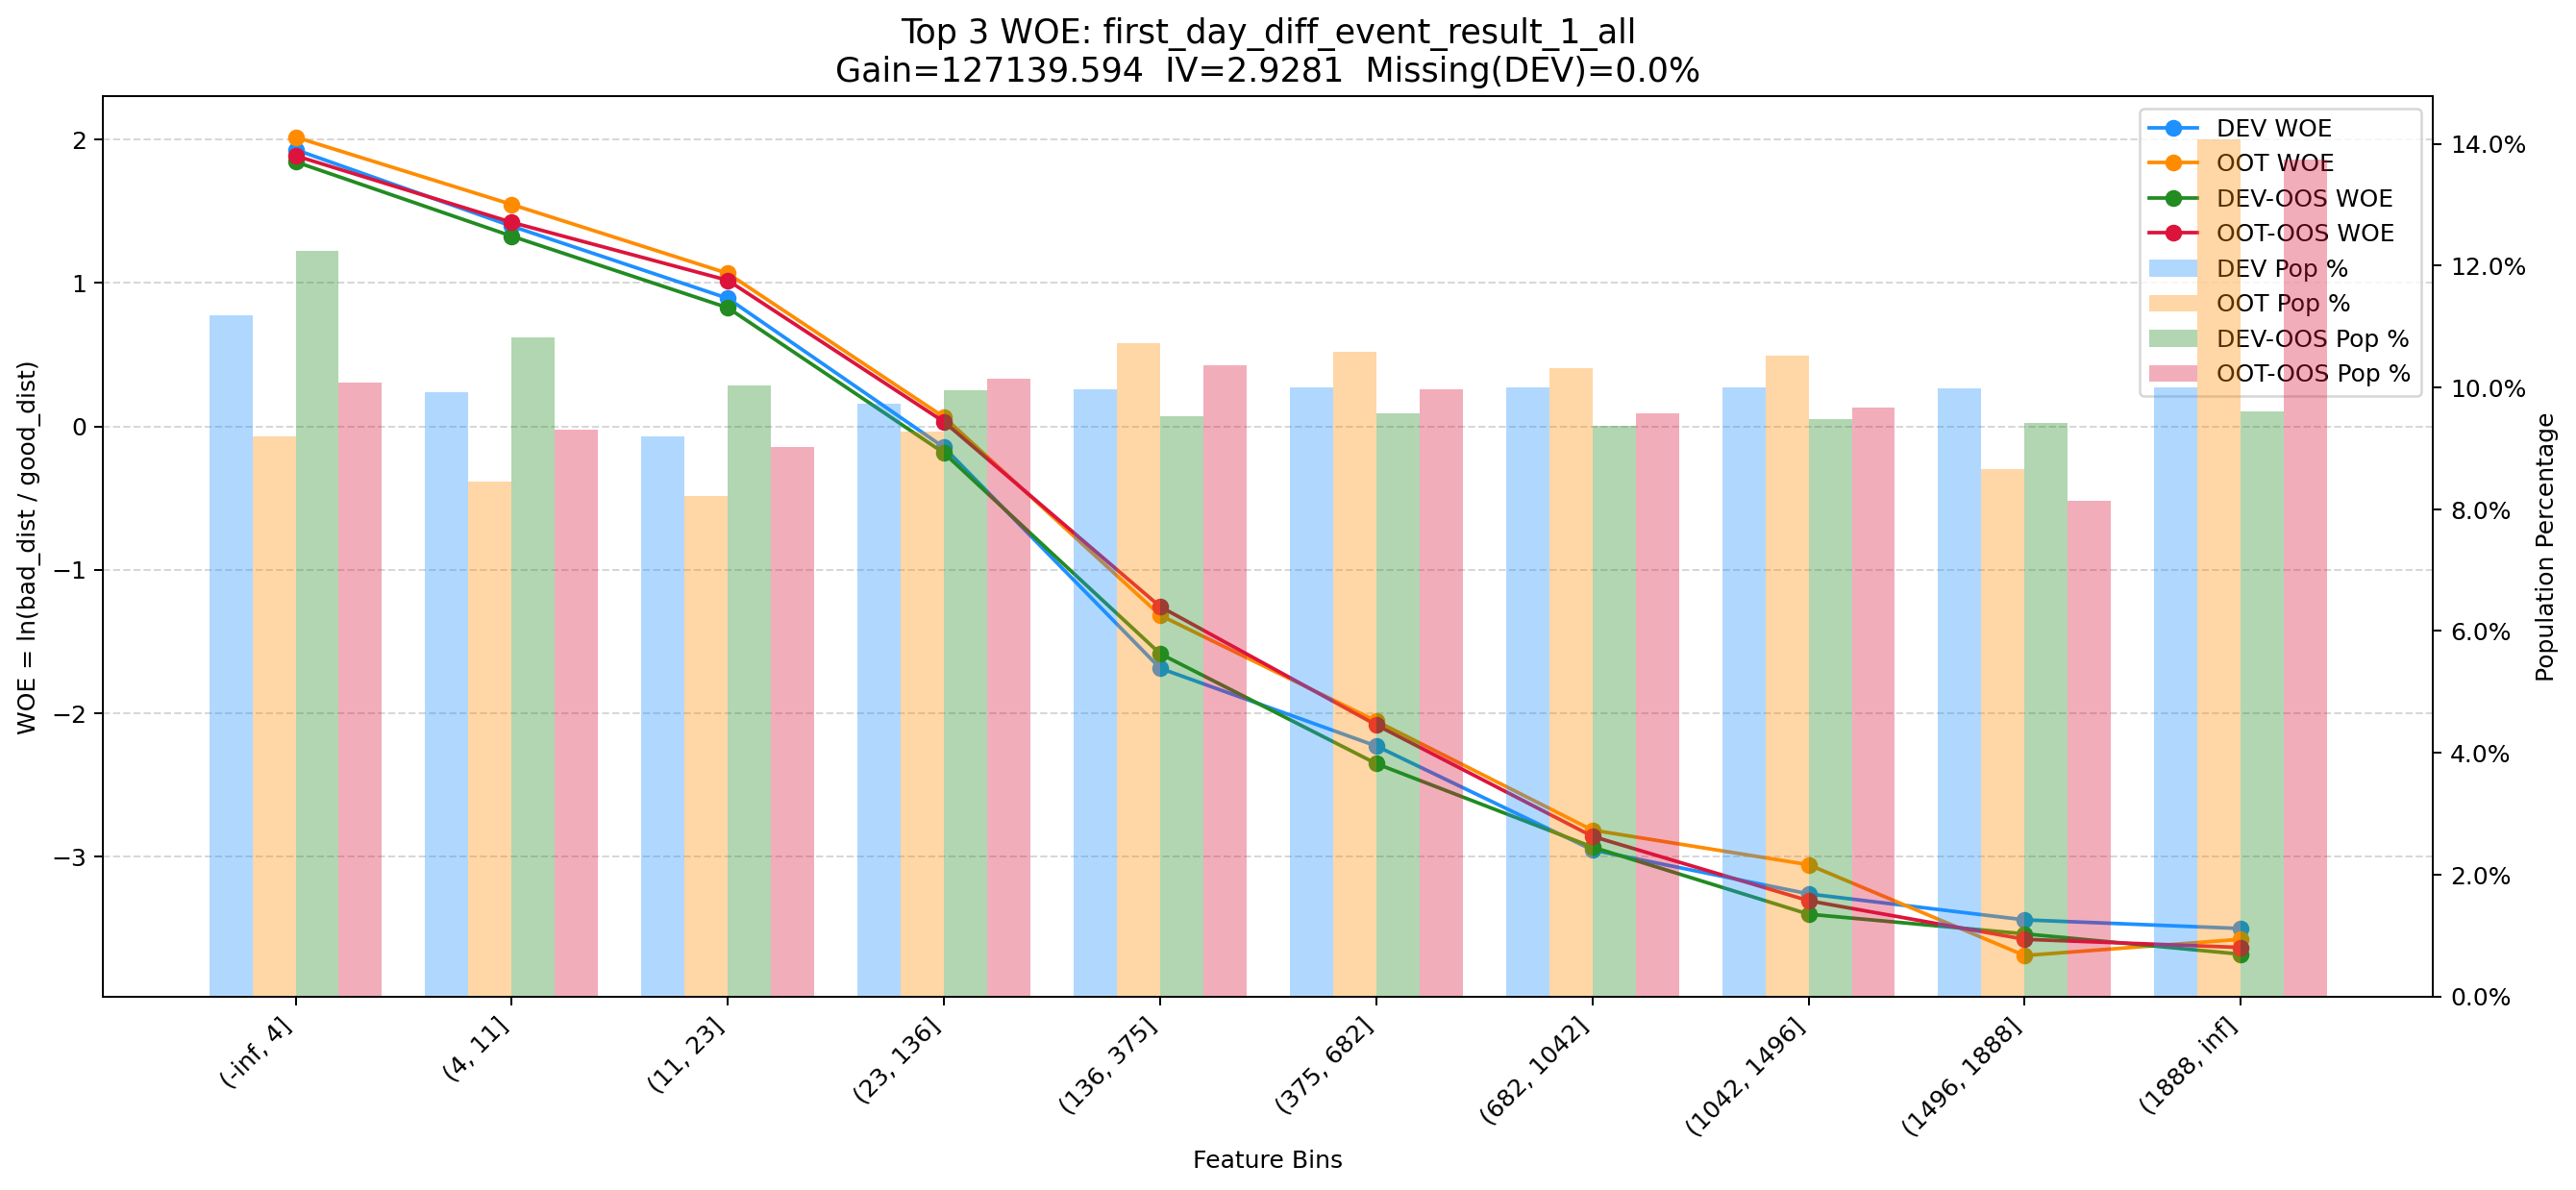 Top 3 WOE: first_day_diff_event_result_1_all
Gain=127139.594  IV=2.9281  Missing(DEV)=0.0%
WOE = ln(bad_dist / good_dist)
2
1
0
−1
−2
−3
DEV WOE
OOT WOE
DEV-OOS WOE
OOT-OOS WOE
DEV Pop %
OOT Pop %
DEV-OOS Pop %
OOT-OOS Pop %
14.0%
12.0%
10.0%
8.0%
6.0%
4.0%
2.0%
0.0%
Population Percentage
(-inf, 4]
(4, 11]
(11, 23]
(23, 136]
(136, 375]
(375, 682]
(682, 1042]
(1042, 1496]
(1496, 1888]
(1888, inf]
Feature Bins